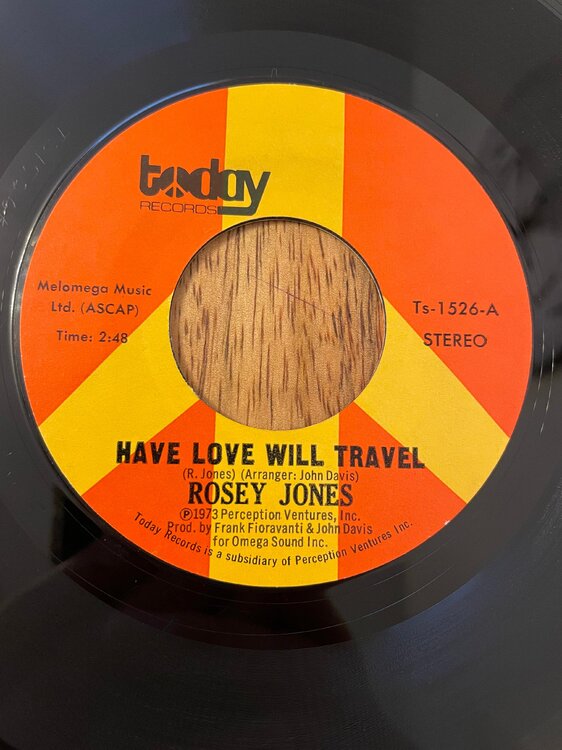 today
RECORDS
Melomega Music
Ltd. (ASCAP)
Time: 2:48
Ts-1526-A
STEREO
HAVE LOVE WILL TRAVEL
(R. Jones) (Arranger: John Davis)
ROSEY JONES
℗1973 Perception Ventures, Inc.
Prod. by Frank Fioravanti & John Davis
for Omega Sound Inc.
Today Records is a subsidiary of Perception Ventures Inc.